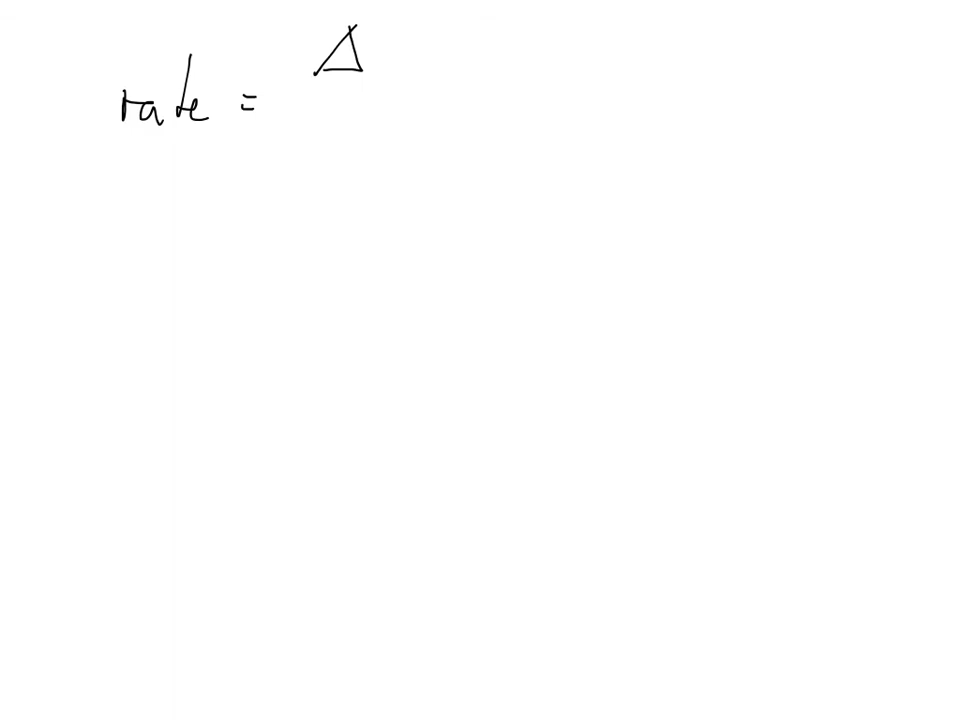 rate = Δ